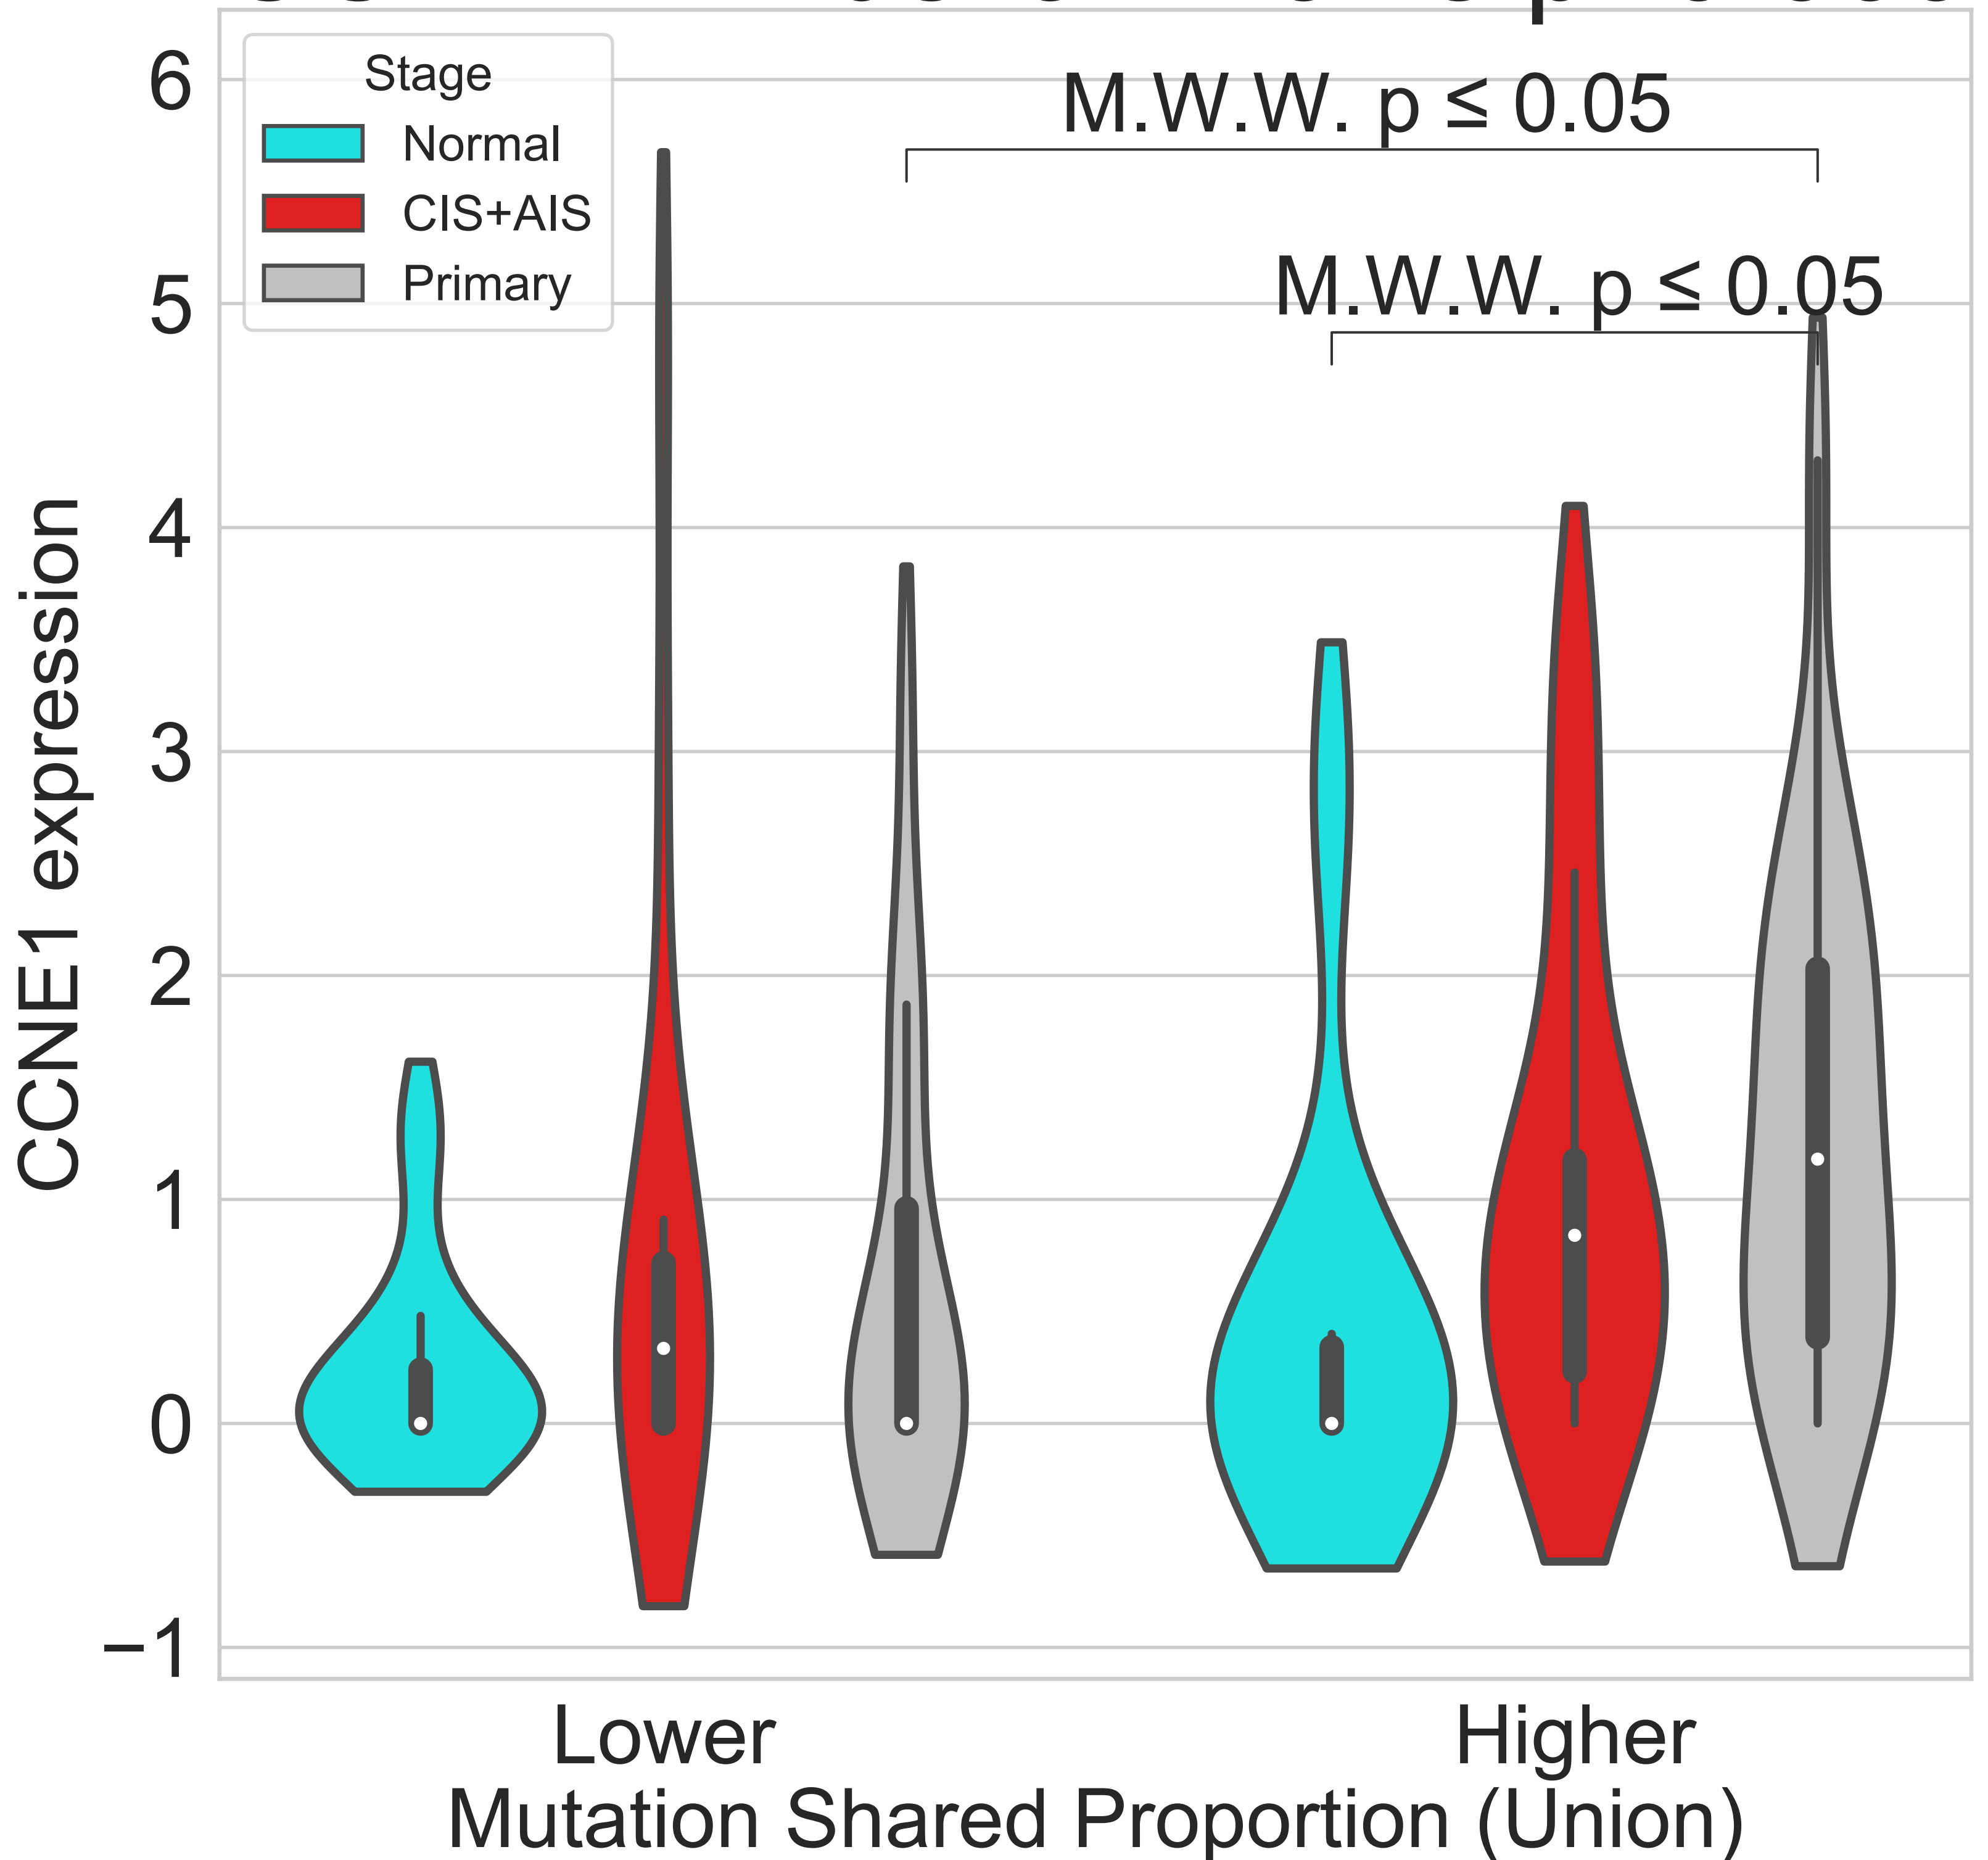 Stage
Normal
CIS+AIS
Primary
M.W.W. p ≤ 0.05
M.W.W. p ≤ 0.05
6
5
4
3
2
1
0
−1
CCNE1 expression
Lower
Higher
Mutation Shared Proportion (Union)